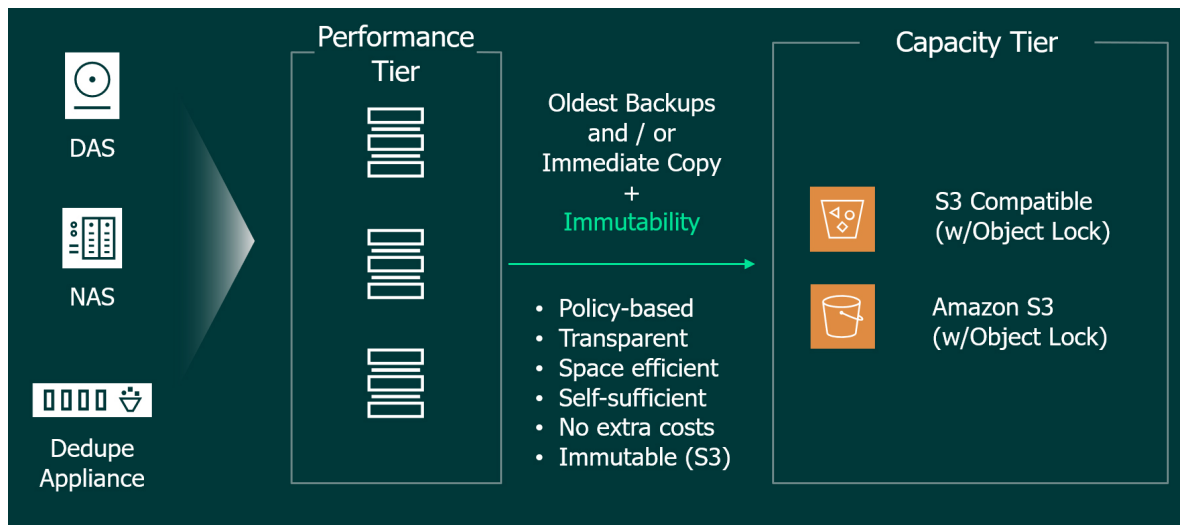 DAS
NAS
Dedupe
Appliance
Performance
Tier
Oldest Backups
and / or
Immediate Copy
+
Immutability
• Policy-based
• Transparent
• Space efficient
• Self-sufficient
• No extra costs
• Immutable (S3)
Capacity Tier
S3 Compatible
(w/Object Lock)
Amazon S3
(w/Object Lock)